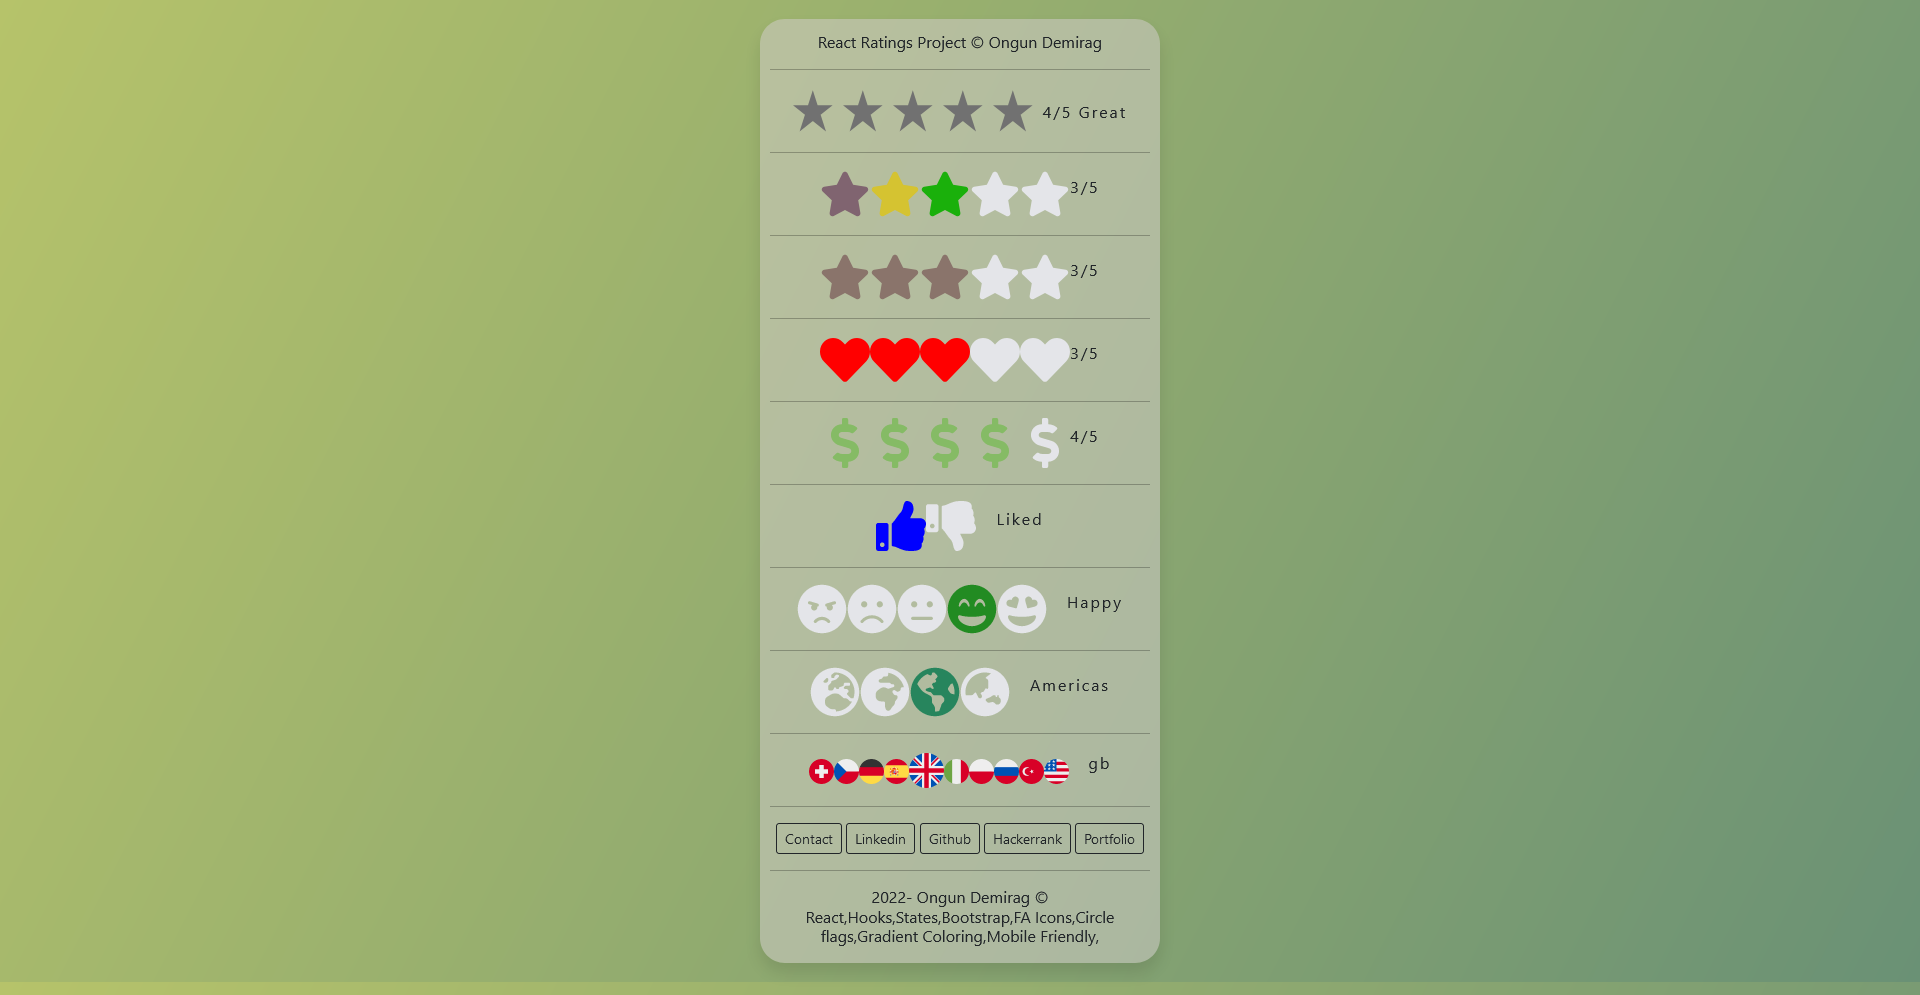 React Ratings Project © Ongun Demirag
4/5 Great
3/5
3/5
3/5
4/5
Liked
Happy
Americas
gb
Contact Linkedin Github Hackerrank Portfolio
2022- Ongun Demirag ©
React,Hooks,States,Bootstrap,FA Icons,Circle
flags,Gradient Coloring,Mobile Friendly,